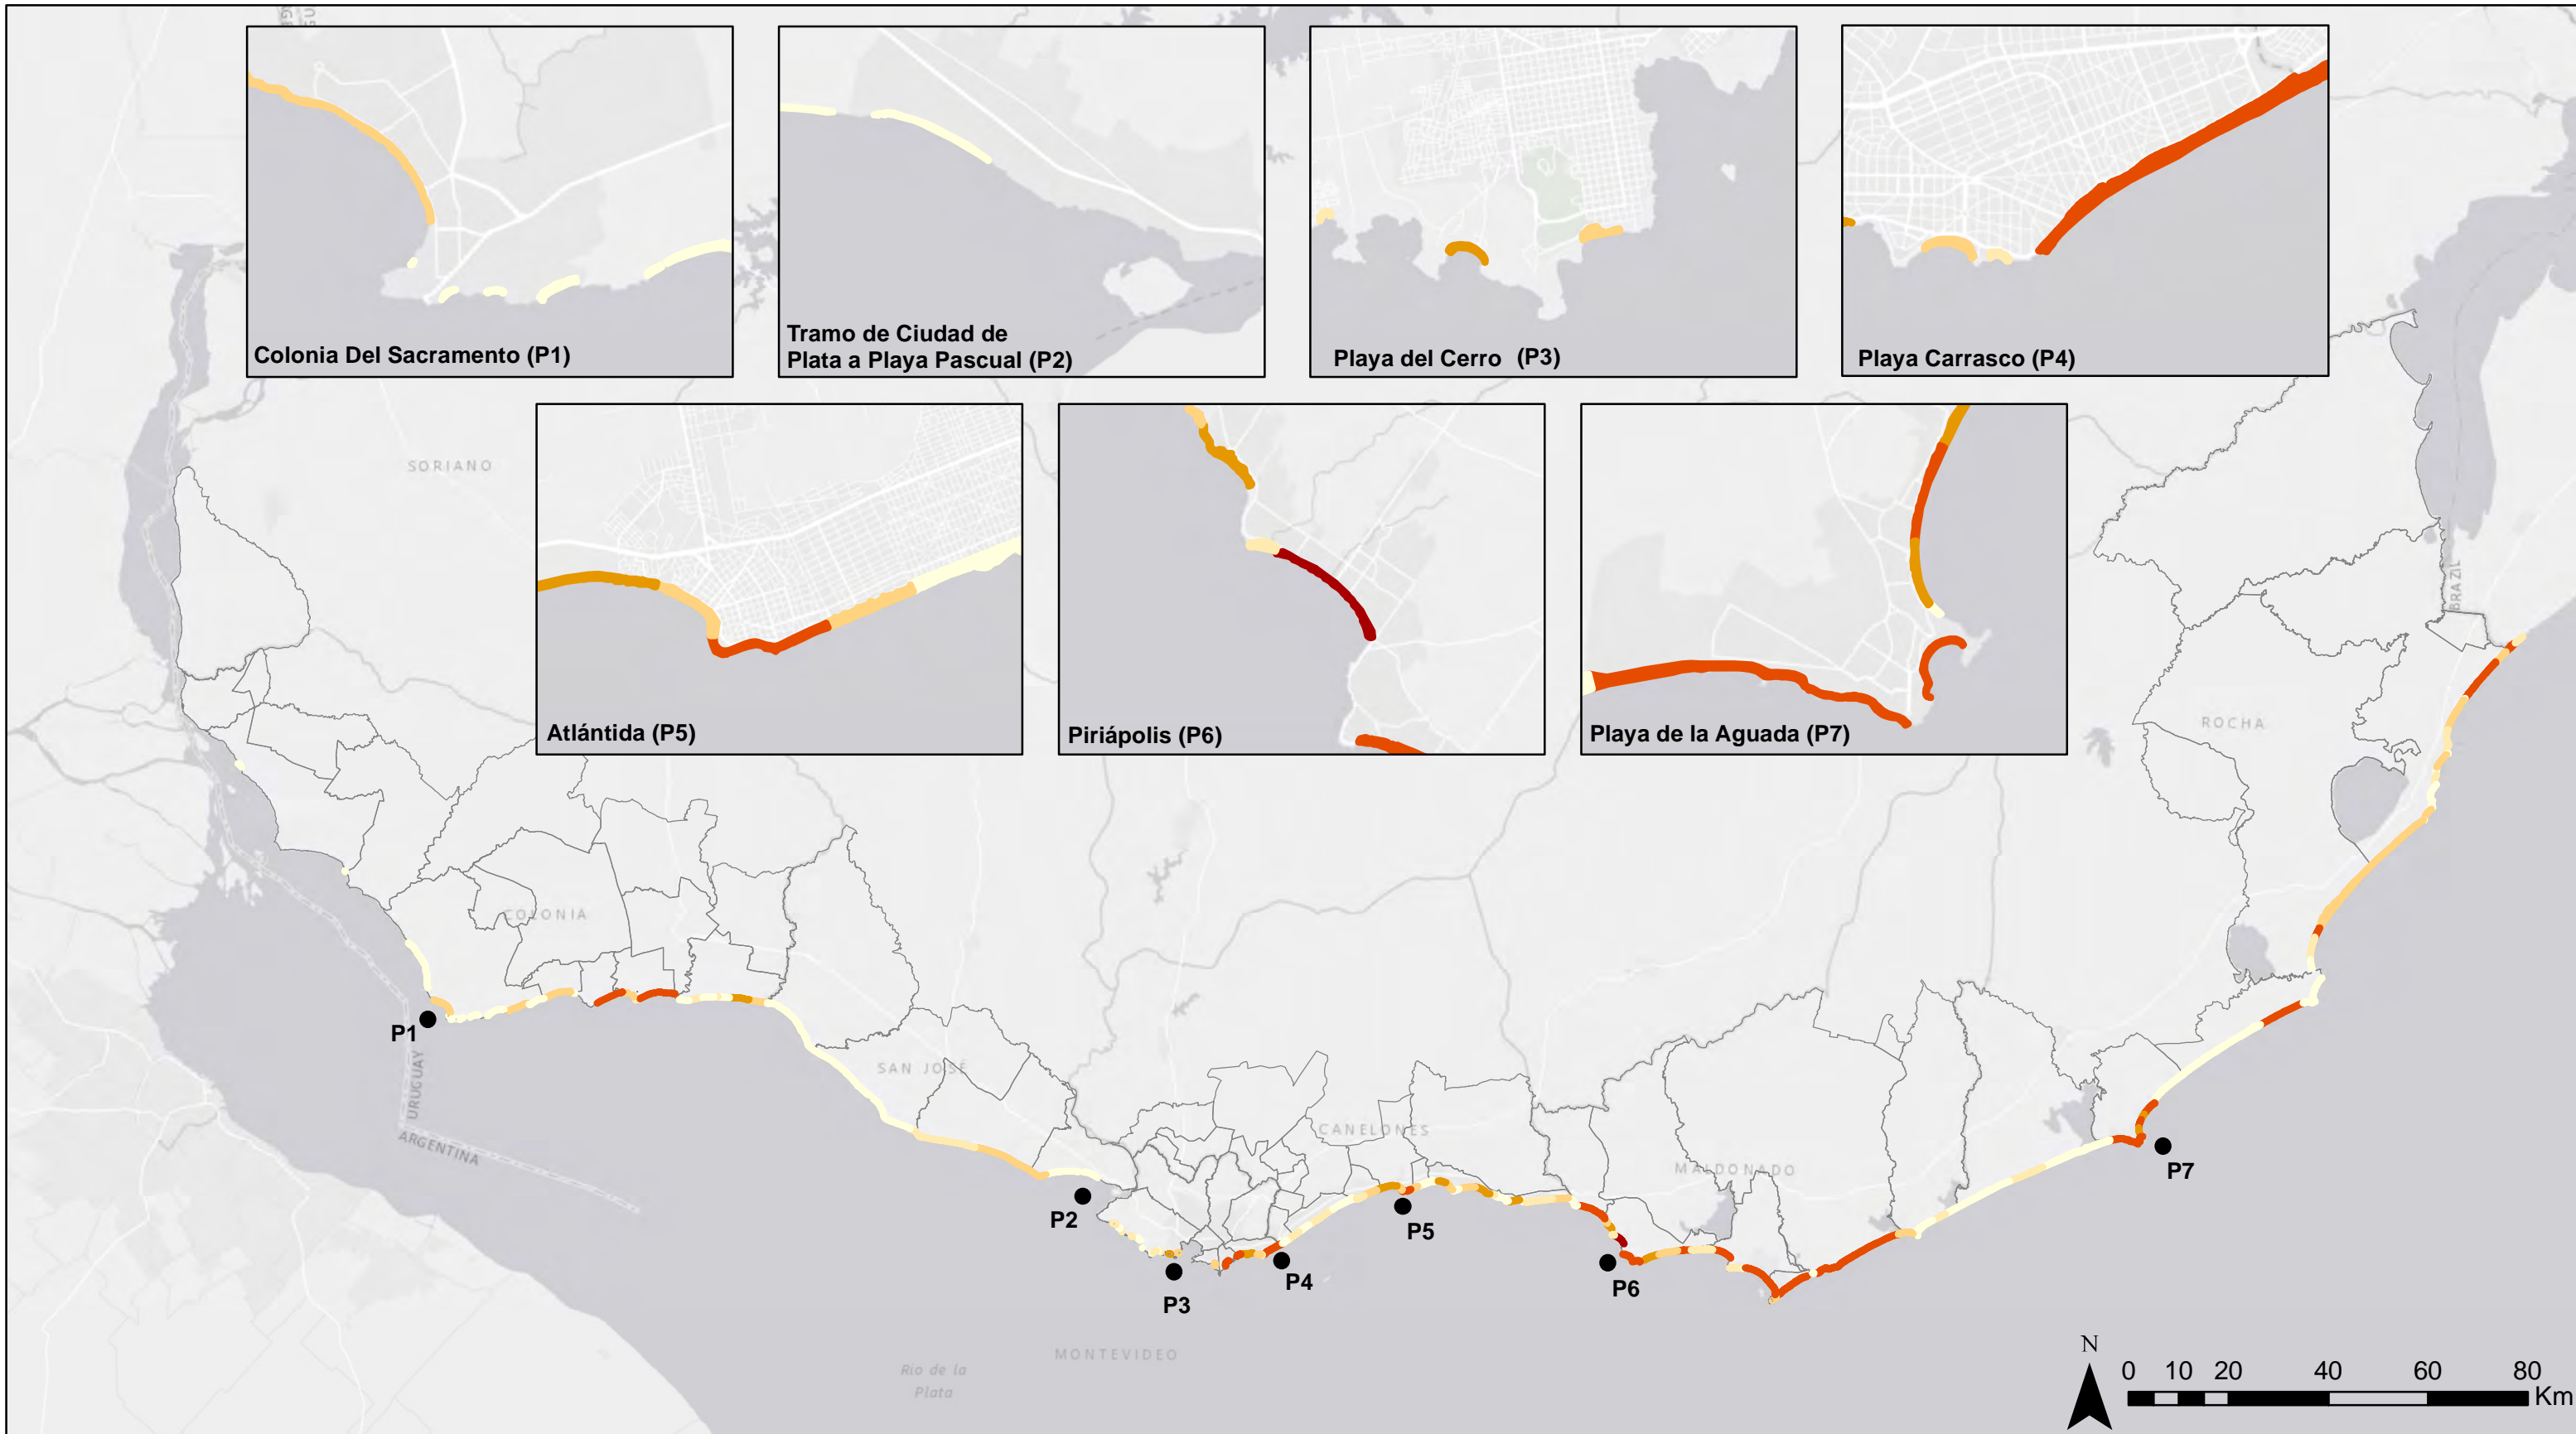 Colonia Del Sacramento (P1)
Tramo de Ciudad de
Plata a Playa Pascual (P2)
Playa del Cerro (P3)
Playa Carrasco (P4)
Atlántida (P5)
Piriápolis (P6)
Playa de la Aguada (P7)
SORIANO
BRAZIL
ROCHA
COLONIA
P1
URUGUAY
ARGENTINA
SAN JOSÉ
CANELONES
MALDONADO
P2
P3
P4
P5
P6
P7
MONTEVIDEO
Rio de la
Plata
N
0 10 20 40 60 80
Km